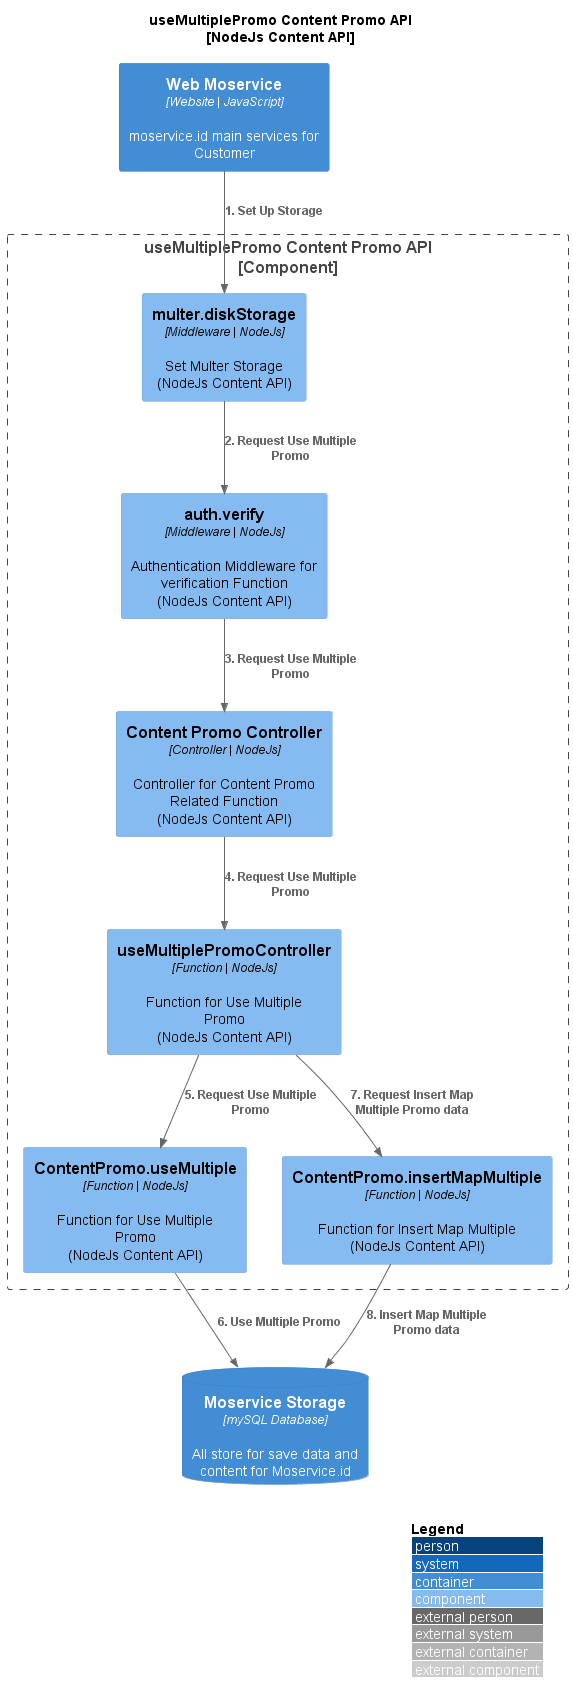 useMultiplePromo Content Promo API
[NodeJs Content API]
Web Moservice
[Website | JavaScript]
moservice.id main services for
Customer
1. Set Up Storage
useMultiplePromo Content Promo API
[Component]
multer.diskStorage
[Middleware | NodeJs]
Set Multer Storage
(NodeJs Content API)
2. Request Use Multiple
Promo
auth.verify
[Middleware | NodeJs]
Authentication Middleware for
verification Function
(NodeJs Content API)
3. Request Use Multiple
Promo
Content Promo Controller
[Controller | NodeJs]
Controller for Content Promo
Related Function
(NodeJs Content API)
4. Request Use Multiple
Promo
useMultiplePromoController
[Function | NodeJs]
Function for Use Multiple
Promo
(NodeJs Content API)
5. Request Use Multiple
Promo
7. Request Insert Map
Multiple Promo data
ContentPromo.useMultiple
[Function | NodeJs]
Function for Use Multiple
Promo
(NodeJs Content API)
ContentPromo.insertMapMultiple
[Function | NodeJs]
Function for Insert Map Multiple
(NodeJs Content API)
6. Use Multiple Promo
8. Insert Map Multiple
Promo data
Moservice Storage
[mySQL Database]
All store for save data and
content for Moservice.id
Legend
person
system
container
component
external person
external system
external container
external component